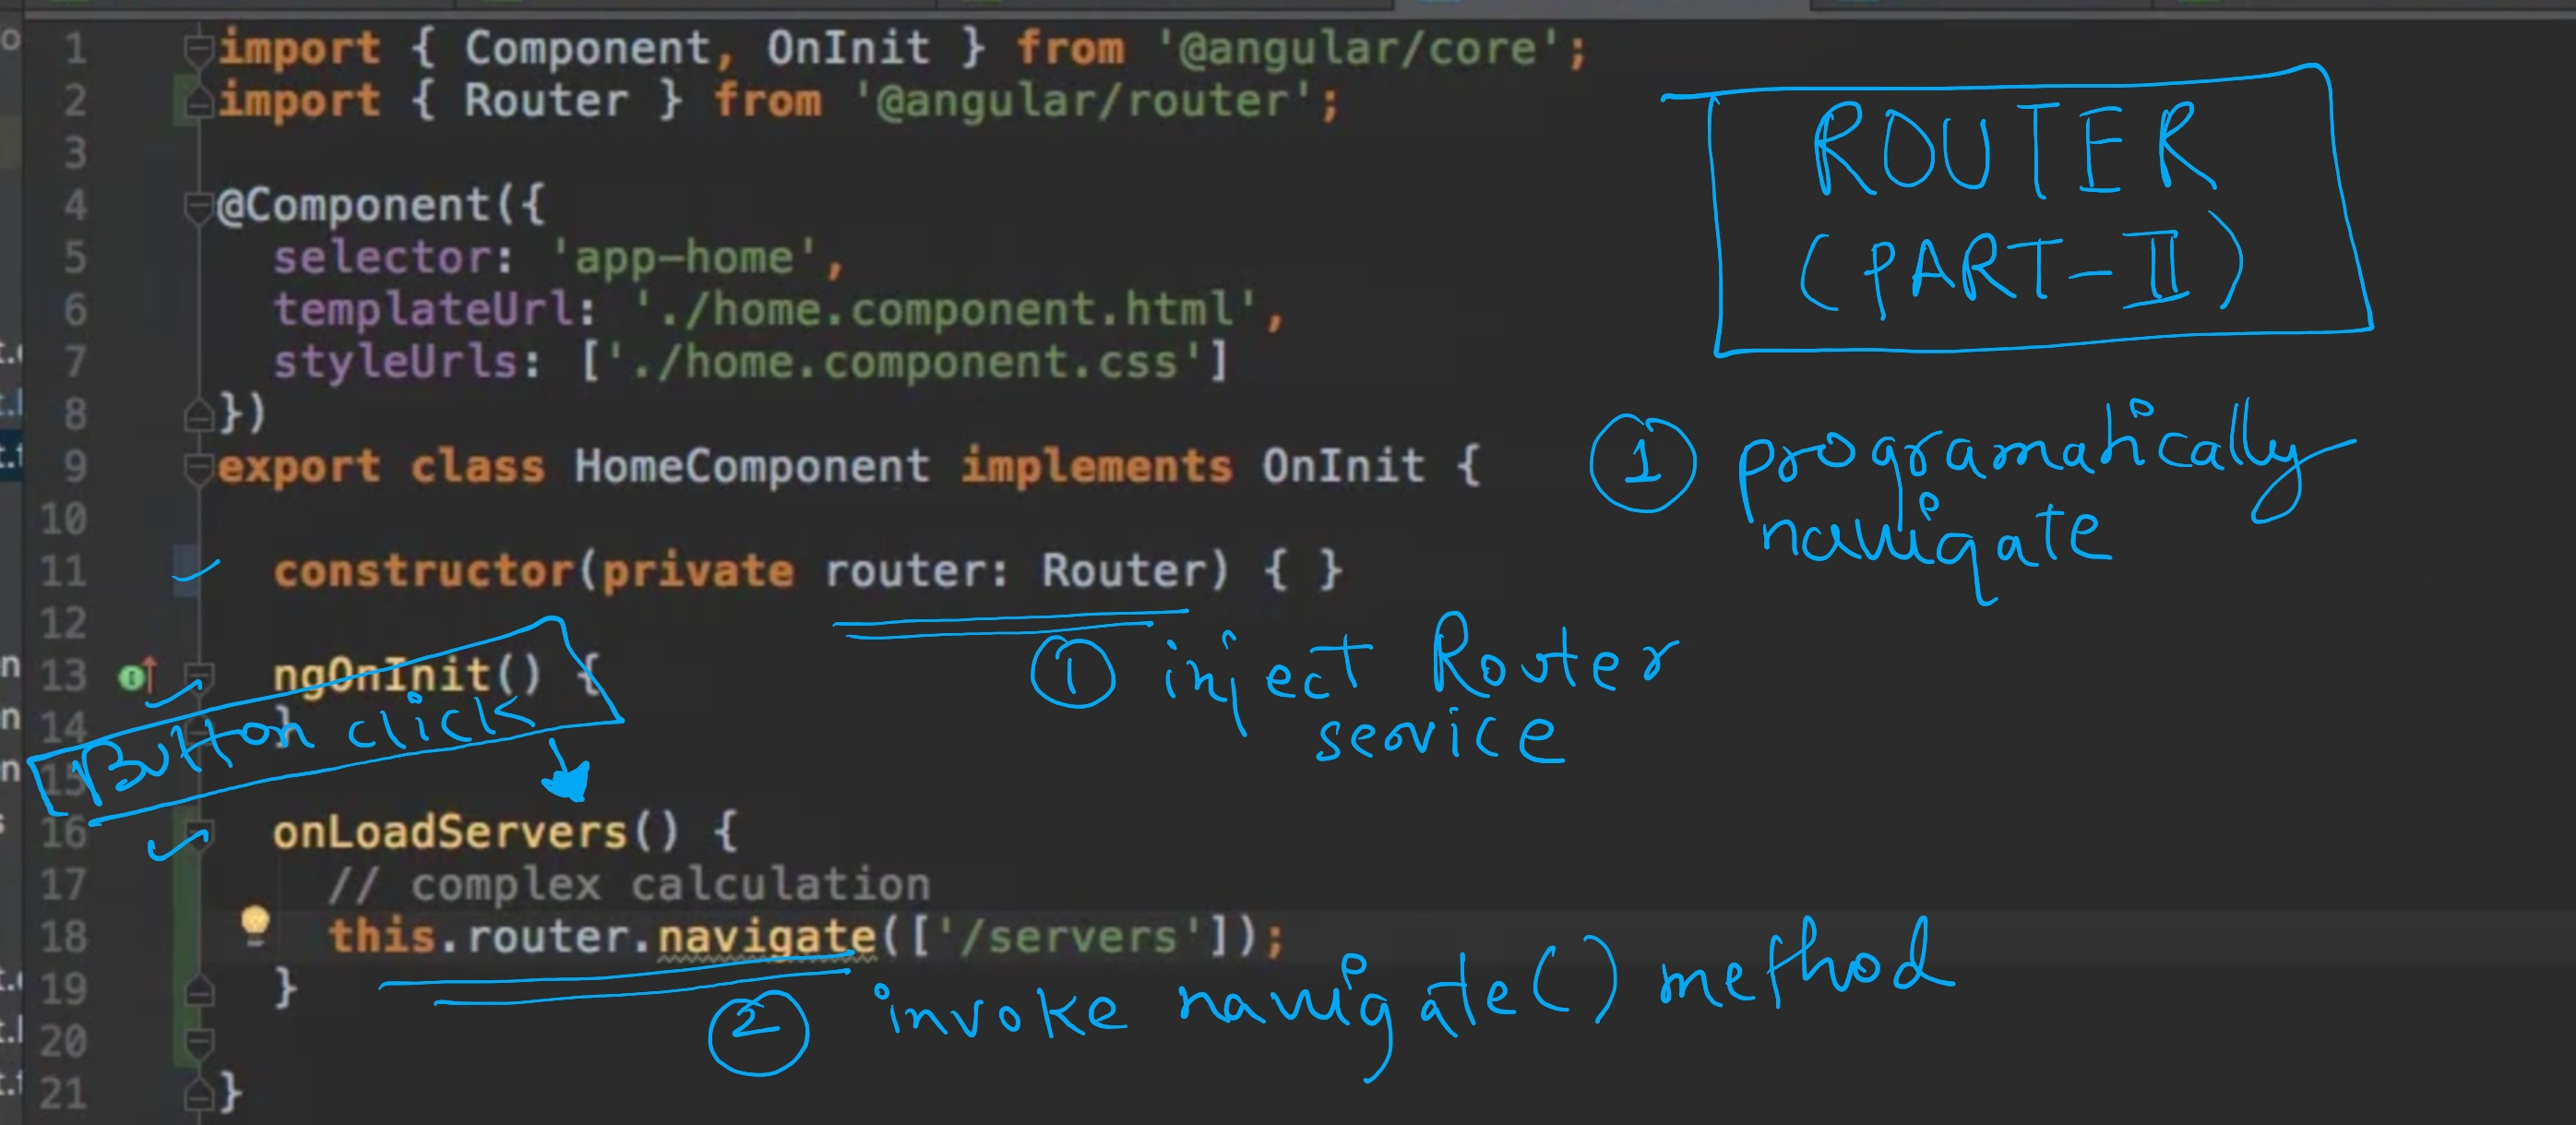 1 import { Component, OnInit } from '@angular/core';
2 import { Router } from '@angular/router';
3
4 @Component({
5 selector: 'app-home',
6 templateUrl: './home.component.html',
7 styleUrls: ['./home.component.css']
8 })
9 export class HomeComponent implements OnInit {
10
11 constructor(private router: Router) { }
12
13 ngOnInit() {
14 }
15
16 onLoadServers() {
17 // complex calculation
18 this.router.navigate(['/servers']);
19 }
20
21 }
ROUTER
(PART-II)
① programatically
navigate
① inject Router
service
Button click
② invoke navigate() method